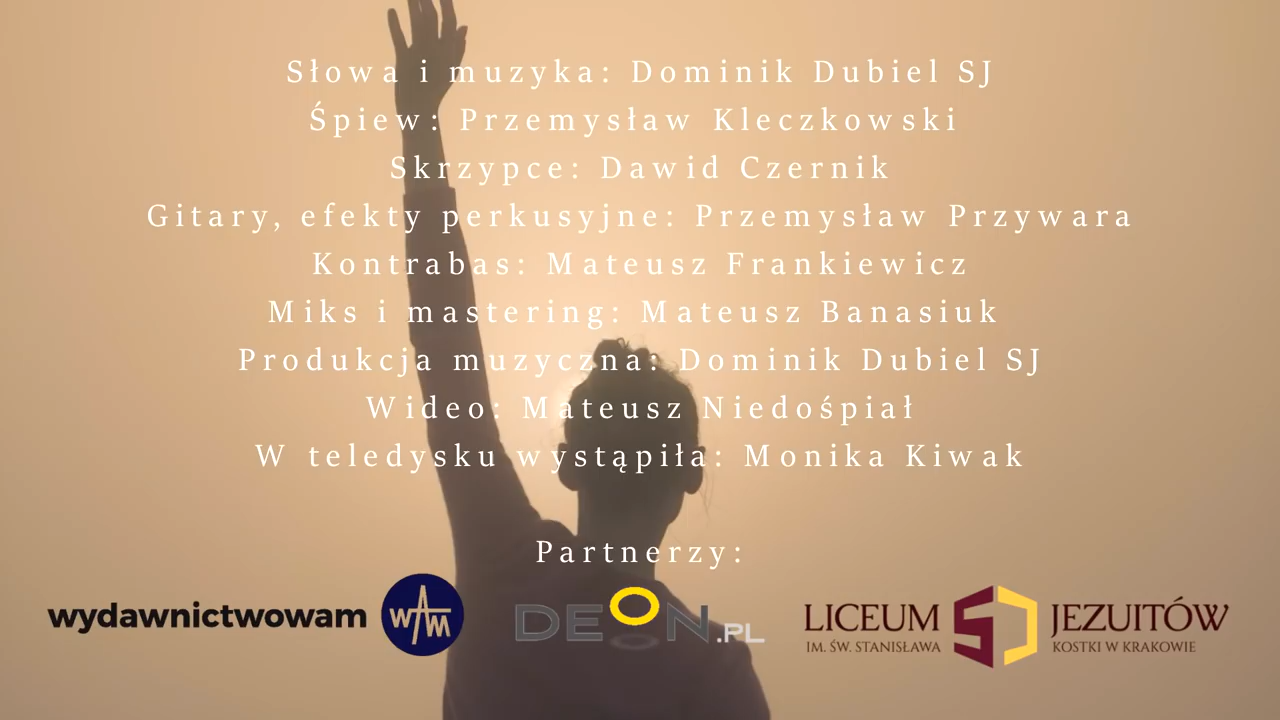 Słowa i muzyka: Dominik Dubiel SJ
Śpiew: Przemysław Kleczkowski
Skrzypce: Dawid Czernik
Gitary, efekty perkusyjne: Przemysław Przywara
Kontrabas: Mateusz Frankiewicz
Miks i mastering: Mateusz Banasiuk
Produkcja muzyczna: Dominik Dubiel SJ
Wideo: Mateusz Niedośpiał
W teledysku wystąpiła: Monika Kiwak
Partnerzy:
wydawnictwowam WAM
DEON.PL
LICEUM JEZUITÓW
IM. ŚW. STANISŁAWA KOSTKI W KRAKOWIE